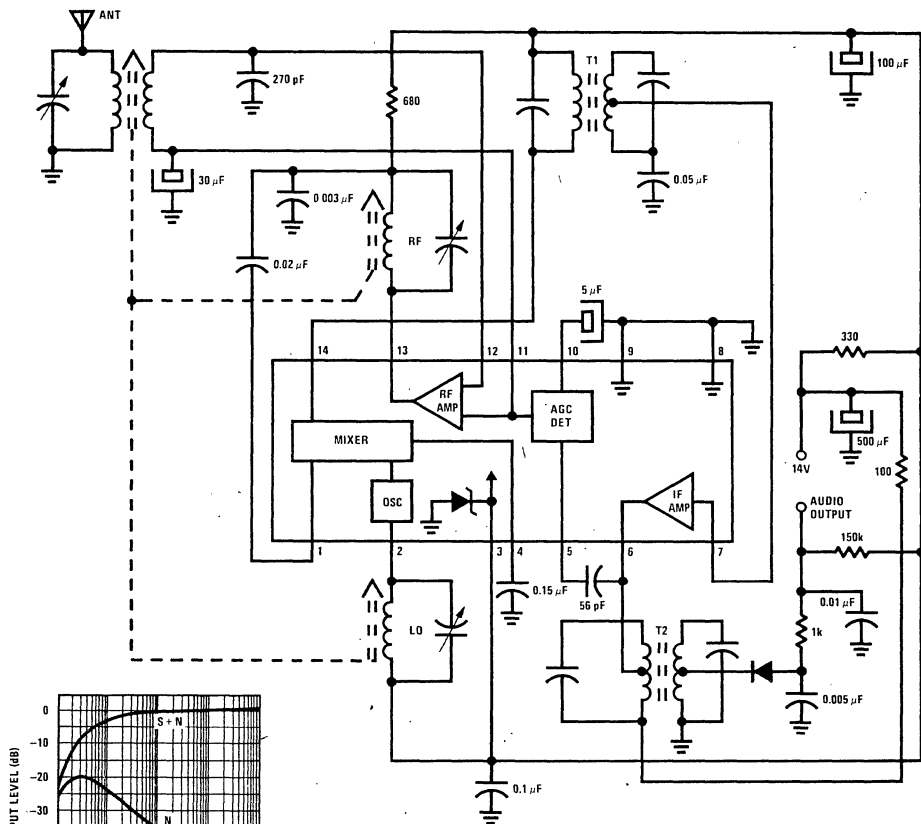 ANT
270 pF
680
T1
100 µF
30 µF
0 003 µF
RF
0.05 µF
0.02 µF
5 µF
14
13
12
11
10
9
8
330
RF
AMP
AGC
DET
MIXER
500 µF
14V
100
OSC
IF
AMP
AUDIO
OUTPUT
150k
1
2
3
4
5
6
7
0.15 µF
56 pF
0.01 µF
LO
T2
1k
0.005 µF
0
S + N
-10
-20
-30
N
PUT LEVEL (dB)
0.1 µF